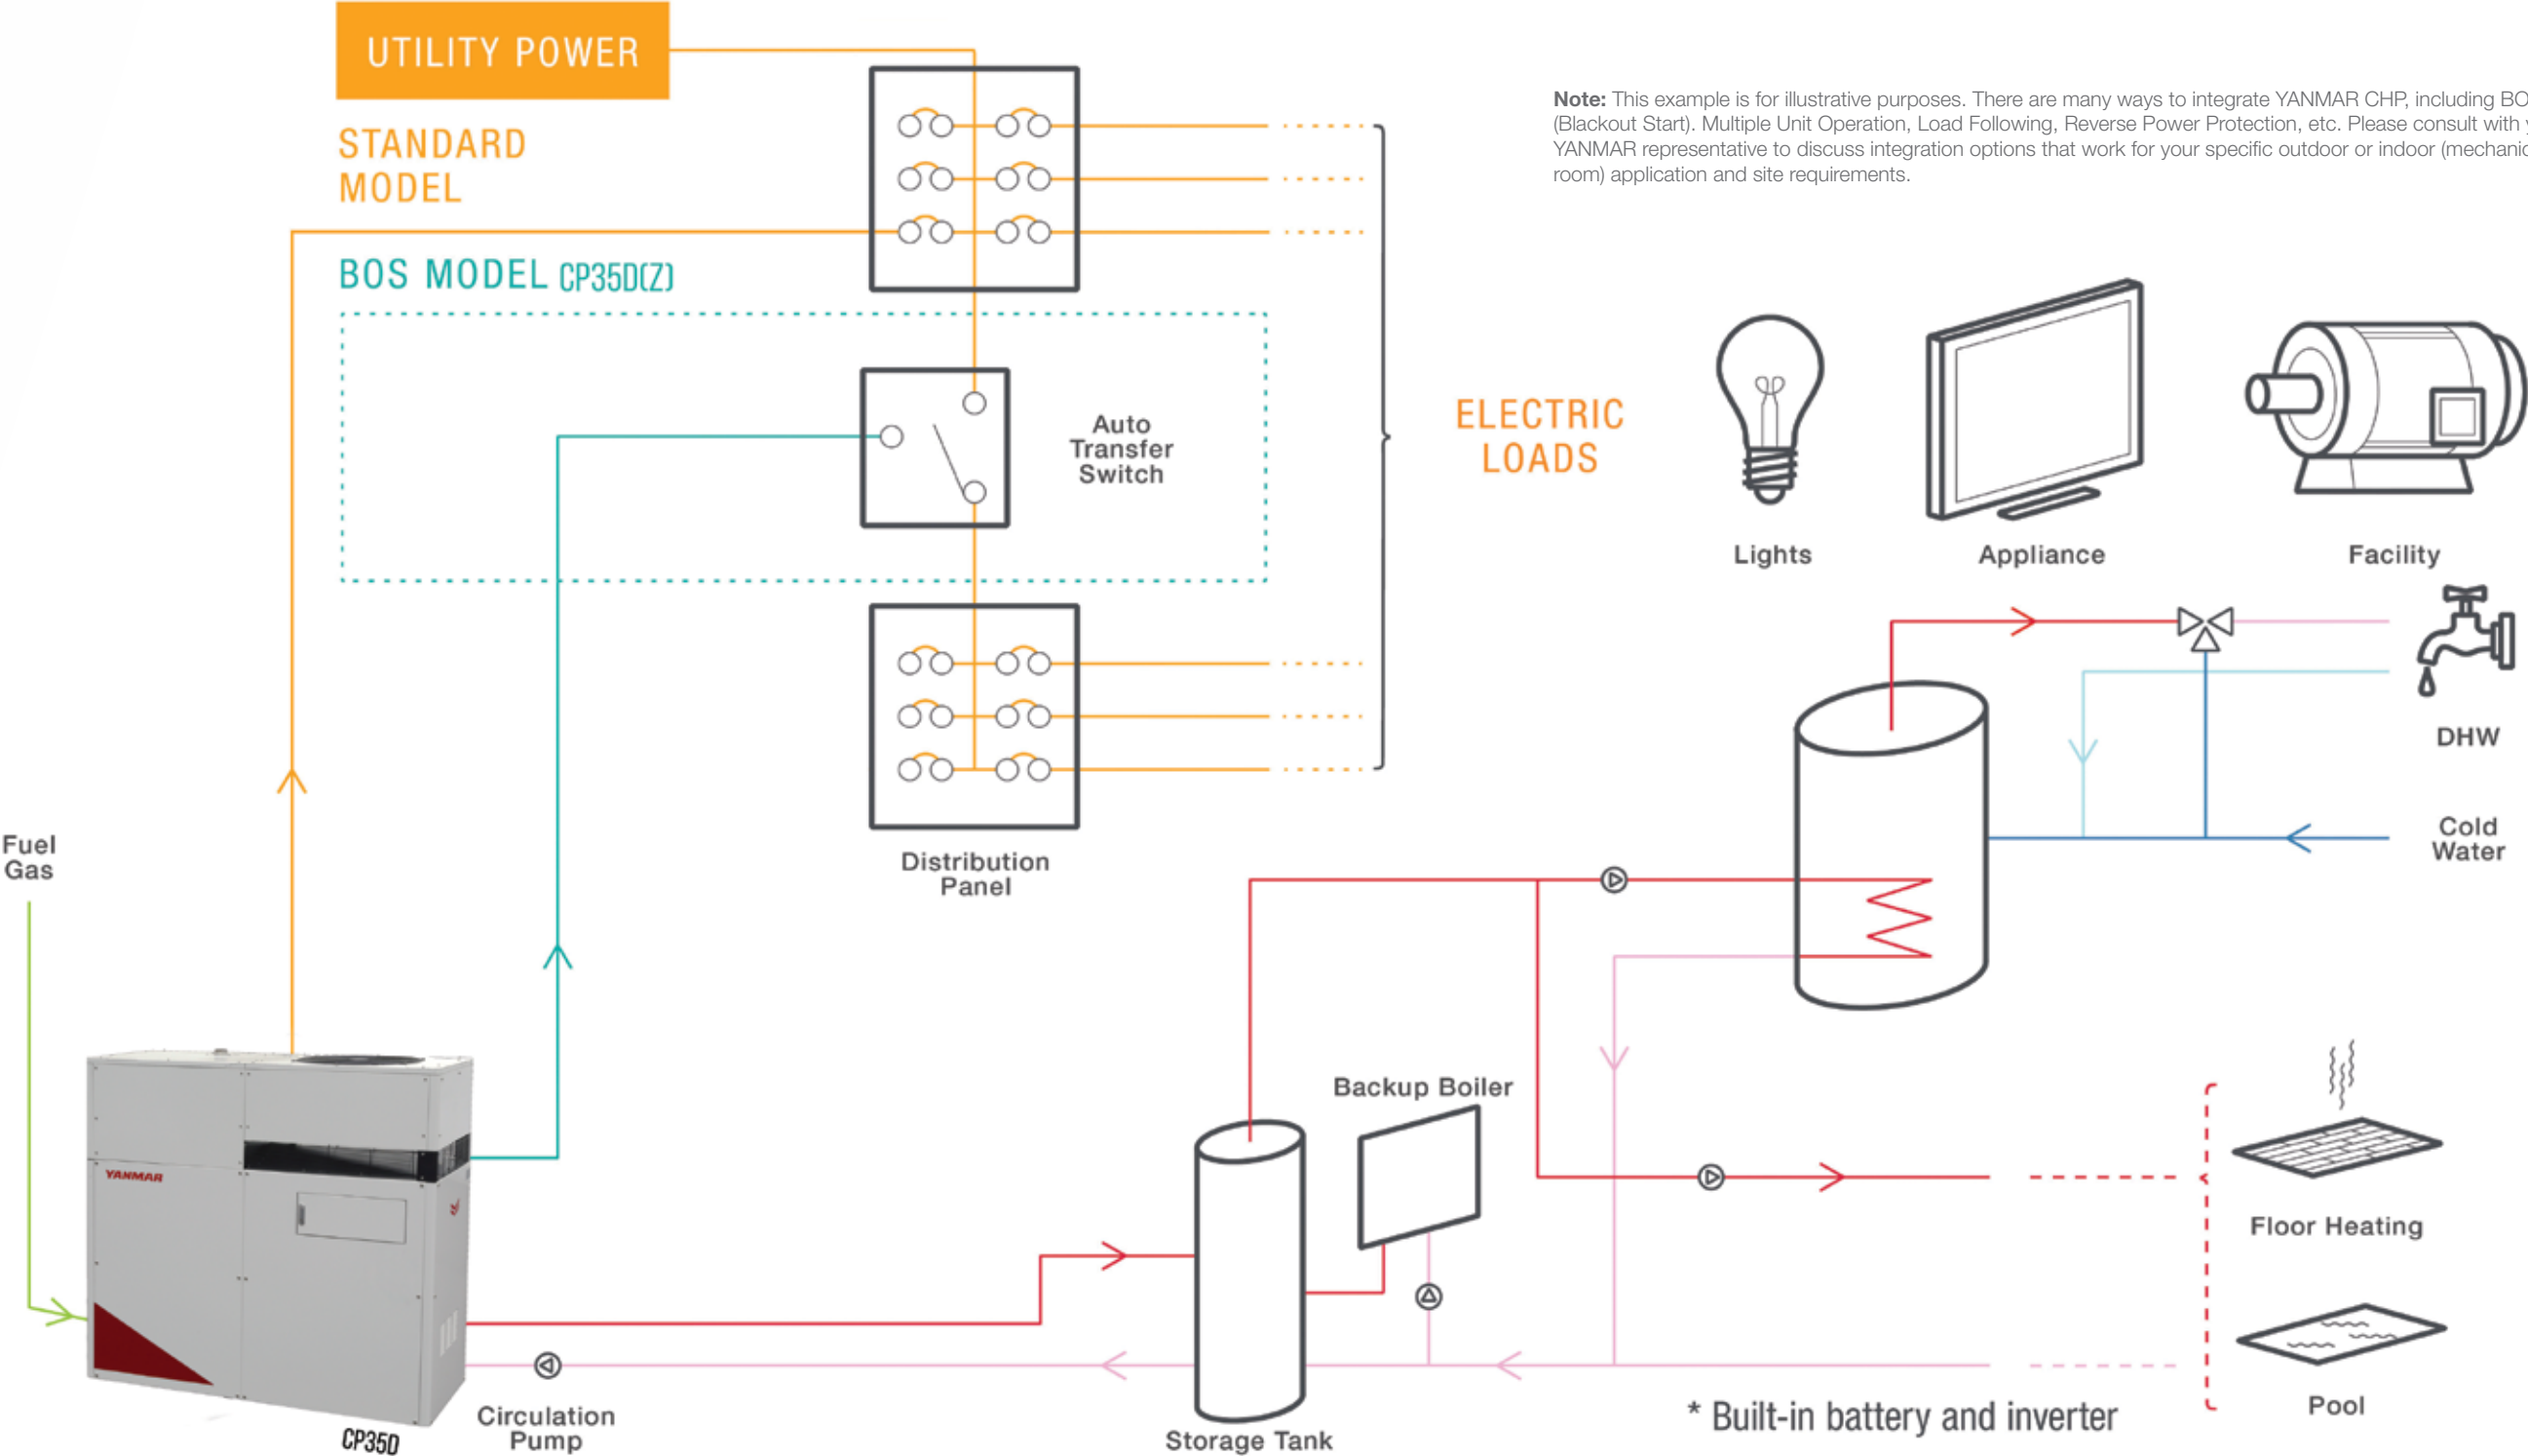 UTILITY POWER
STANDARD
MODEL
BOS MODEL CP35D(Z)
Note: This example is for illustrative purposes. There are many ways to integrate YANMAR CHP, including
(Blackout Start). Multiple Unit Operation, Load Following, Reverse Power Protection, etc. Please consult with
YANMAR representative to discuss integration options that work for your specific outdoor or indoor
room) application and site requirements.
Auto
Transfer
Switch
ELECTRIC
LOADS
Lights
Appliance
Facility
DHW
Cold
Water
Fuel
Gas
Distribution
Panel
Backup Boiler
YANMAR
Floor Heating
Pool
Circulation
Pump
CP35D
Storage Tank
* Built-in battery and inverter